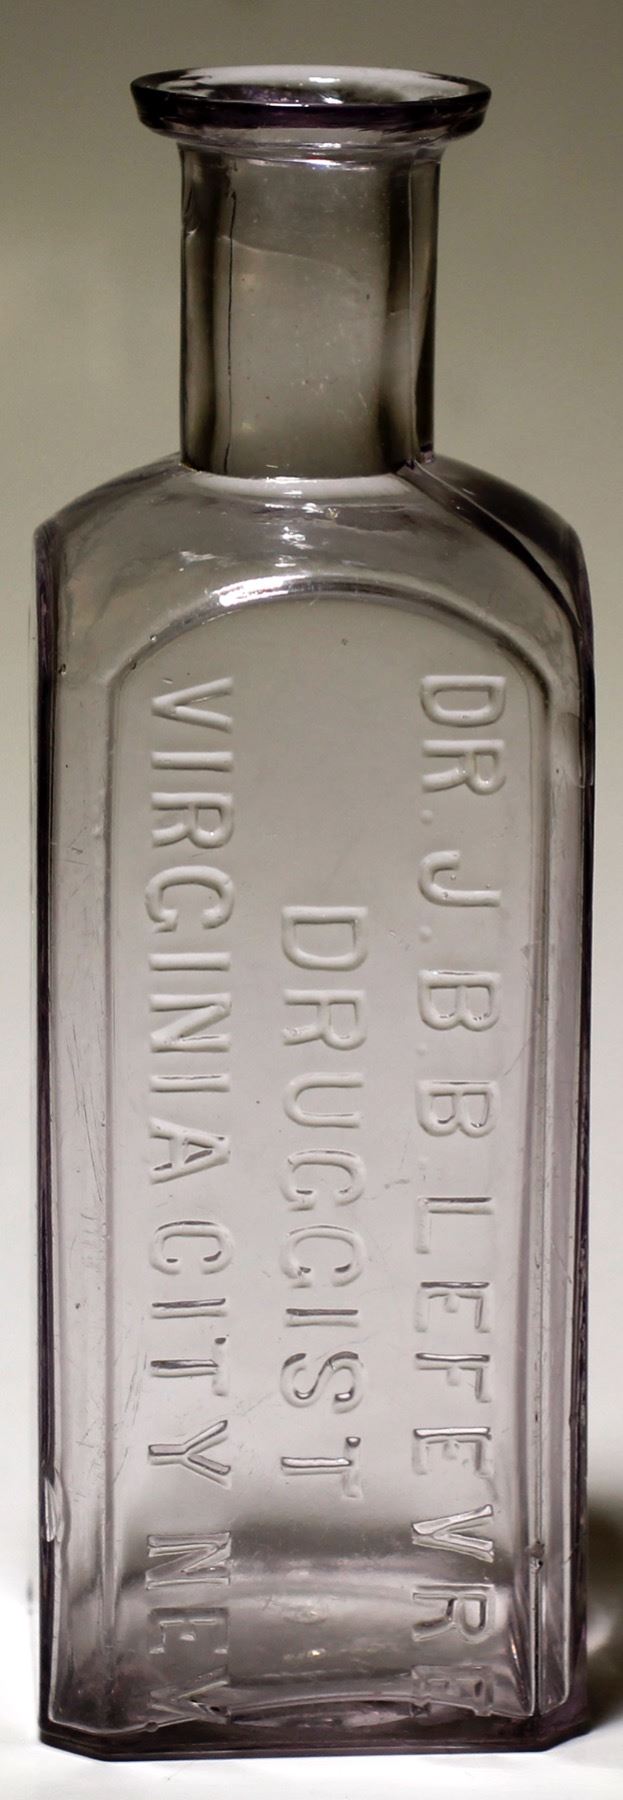 DR. J. B. B. LEFEVRE
DRUGGIST
VIRGINIA CITY NEV